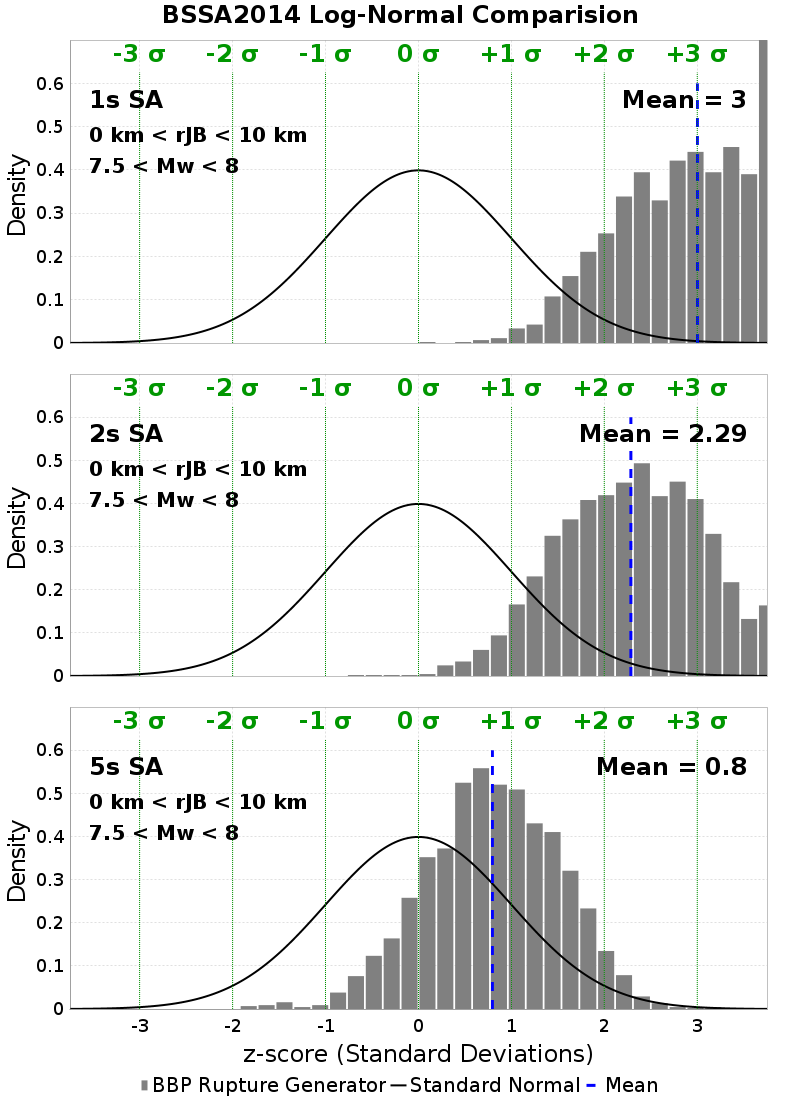 BSSA2014 Log-Normal Comparision
-3 σ -2 σ -1 σ 0 σ +1 σ +2 σ +3 σ
0.6
1s SA
Mean = 3
0.5
0 km < rJB < 10 km
7.5 < Mw < 8
0.4
0.3
0.2
0.1
0
Density
-3 σ -2 σ -1 σ 0 σ +1 σ +2 σ +3 σ
0.6
2s SA
Mean = 2.29
0.5
0 km < rJB < 10 km
7.5 < Mw < 8
0.4
0.3
0.2
0.1
0
Density
-3 σ -2 σ -1 σ 0 σ +1 σ +2 σ +3 σ
0.6
5s SA
Mean = 0.8
0.5
0 km < rJB < 10 km
7.5 < Mw < 8
0.4
0.3
0.2
0.1
0
Density
-3 -2 -1 0 1 2 3
z-score (Standard Deviations)
BBP Rupture Generator Standard Normal Mean